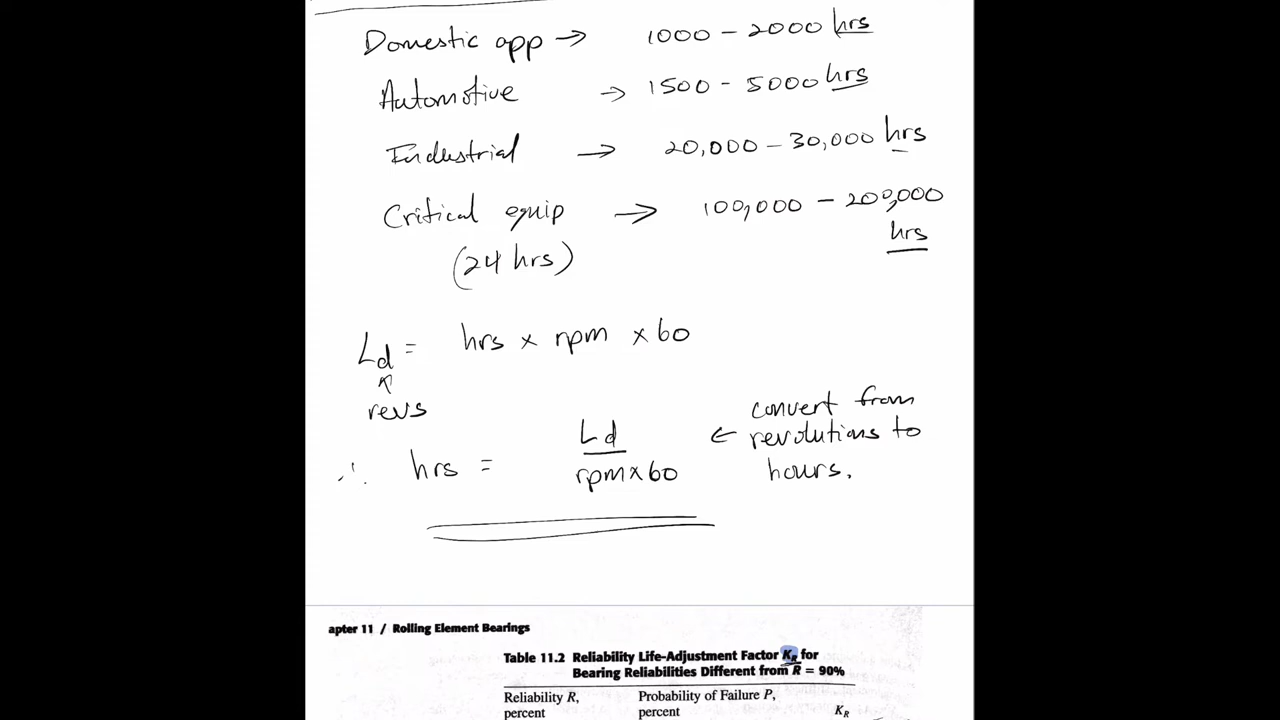 Domestic app → 1000 – 2000 hrs
Automotive → 1500 - 5000 hrs
Industrial → 20,000 – 30,000 hrs
Critical equip → 100,000 – 200,000
(24 hrs) hrs
Ld = hrs × rpm × 60
revs
∴ hrs = Ld / rpm×60 ← convert from
revolutions to
hours.
apter 11 / Rolling Element Bearings
Table 11.2 Reliability Life-Adjustment Factor KR for
Bearing Reliabilities Different from R = 90%
Reliability R, Probability of Failure P,
percent percent KR